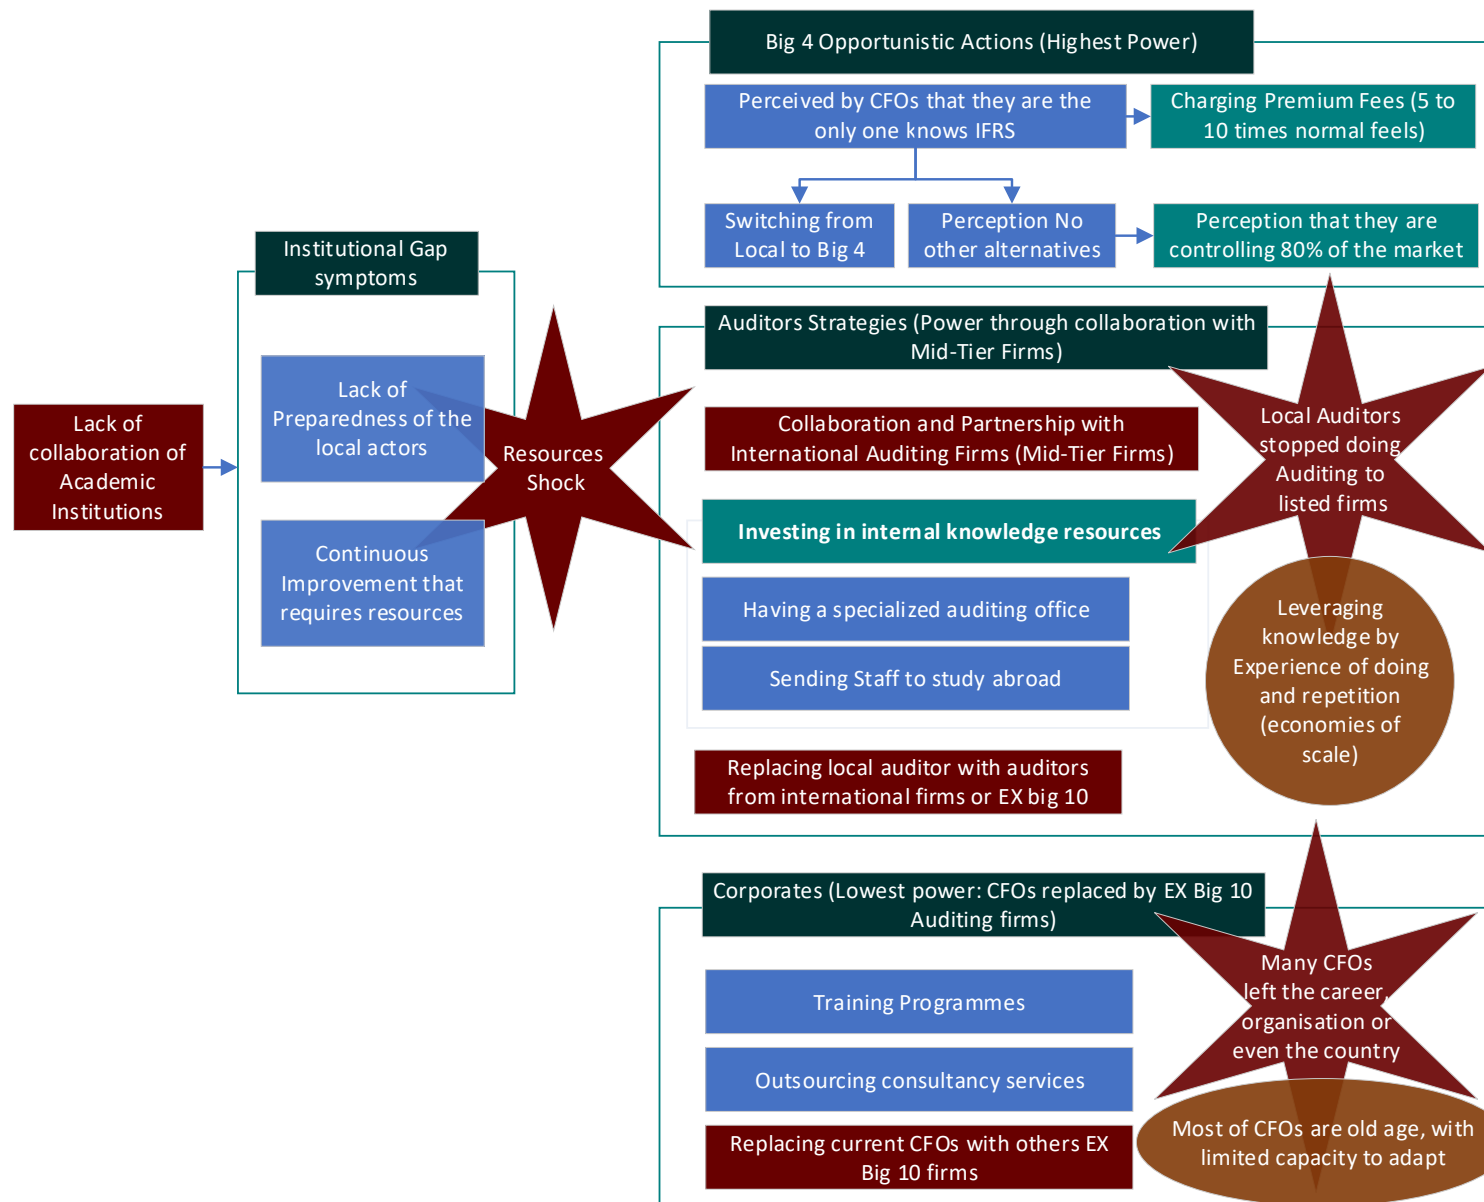 Big 4 Opportunistic Actions (Highest Power)
Perceived by CFOs that they are the
only one knows IFRS
Charging Premium Fees (5 to
10 times normal feels)
Switching from
Local to Big 4
Perception No
other alternatives
Perception that they are
controlling 80% of the market
Institutional Gap
symptoms
Lack of
collaboration of
Academic
Institutions
Lack of
Preparedness of the
local actors
Continuous
Improvement that
requires resources
Resources
Shock
Auditors Strategies (Power through collaboration with
Mid-Tier Firms)
Collaboration and Partnership with
International Auditing Firms (Mid-Tier Firms)
Investing in internal knowledge resources
Having a specialized auditing office
Sending Staff to study abroad
Replacing local auditor with auditors
from international firms or EX big 10
Local Auditors
stopped doing
Auditing to
listed firms
Leveraging
knowledge by
Experience of doing
and repetition
(economies of
scale)
Corporates (Lowest power: CFOs replaced by EX Big 10
Auditing firms)
Training Programmes
Outsourcing consultancy services
Replacing current CFOs with others EX
Big 10 firms
Many CFOs
left the career,
organisation or
even the country
Most of CFOs are old age, with
limited capacity to adapt